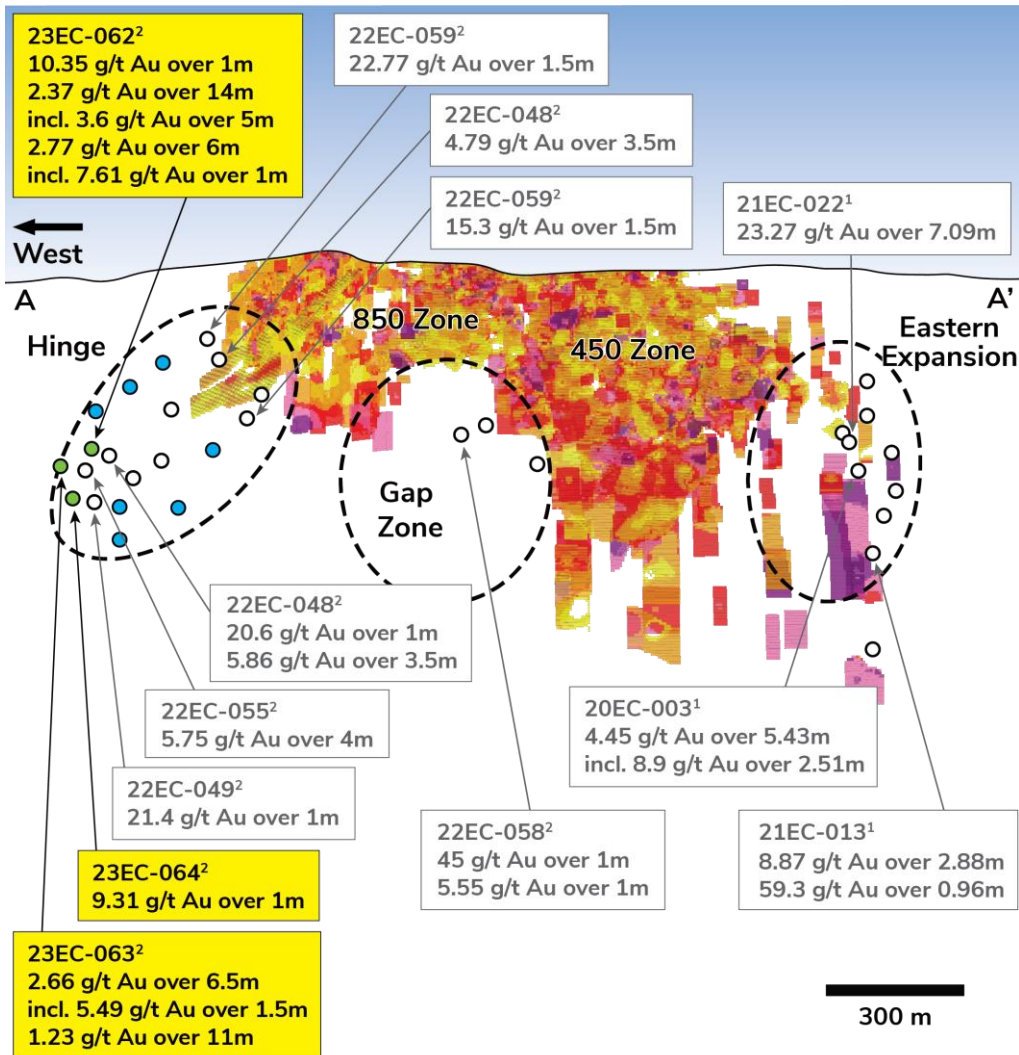 23EC-062²
10.35 g/t Au over 1m
2.37 g/t Au over 14m
incl. 3.6 g/t Au over 5m
2.77 g/t Au over 6m
incl. 7.61 g/t Au over 1m
22EC-059²
22.77 g/t Au over 1.5m
22EC-048²
4.79 g/t Au over 3.5m
22EC-059²
15.3 g/t Au over 1.5m
21EC-022¹
23.27 g/t Au over 7.09m
West
A
A'
Hinge
850 Zone
450 Zone
Eastern
Expansion
Gap
Zone
22EC-048²
20.6 g/t Au over 1m
5.86 g/t Au over 3.5m
22EC-055²
5.75 g/t Au over 4m
22EC-049²
21.4 g/t Au over 1m
23EC-064²
9.31 g/t Au over 1m
23EC-063²
2.66 g/t Au over 6.5m
incl. 5.49 g/t Au over 1.5m
1.23 g/t Au over 11m
22EC-058²
45 g/t Au over 1m
5.55 g/t Au over 1m
20EC-003¹
4.45 g/t Au over 5.43m
incl. 8.9 g/t Au over 2.51m
21EC-013¹
8.87 g/t Au over 2.88m
59.3 g/t Au over 0.96m
300 m